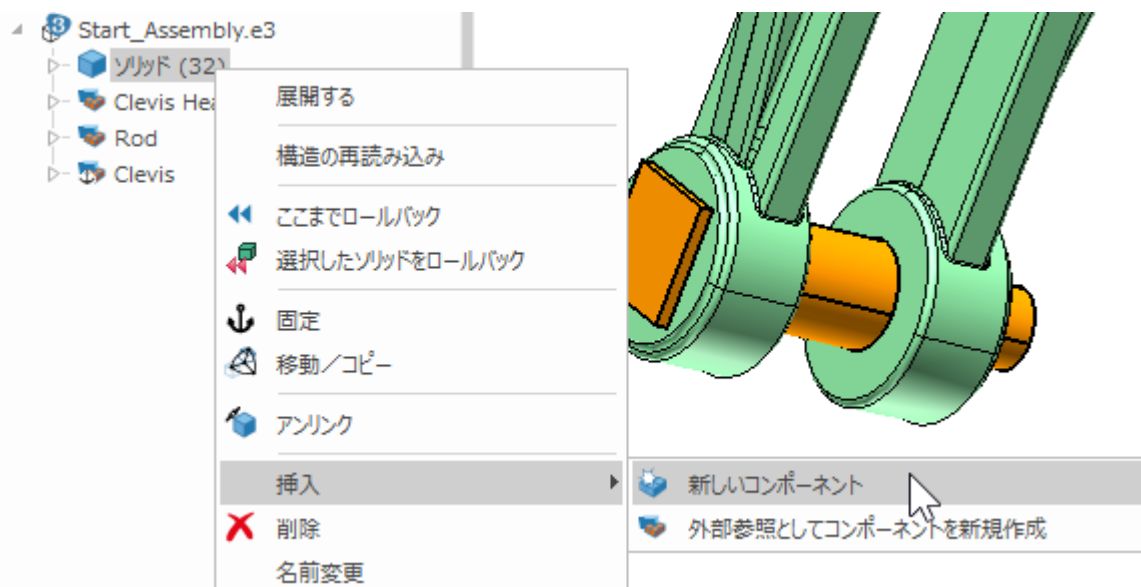 Start_Assembly.e3
ソリッド (32)
Clevis Hea
Rod
Clevis
展開する
構造の再読み込み
ここまでロールバック
選択したソリッドをロールバック
固定
移動／コピー
アンリンク
挿入
削除
名前変更
新しいコンポーネント
外部参照としてコンポーネントを新規作成